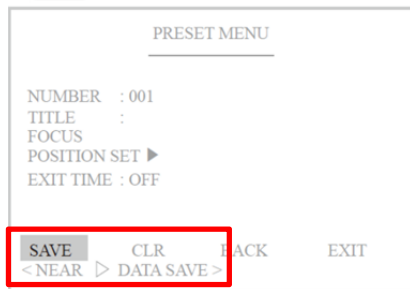 PRESET MENU
NUMBER : 001
TITLE :
FOCUS
POSITION SET ▶
EXIT TIME : OFF
SAVE CLR BACK EXIT
< NEAR ▷ DATA SAVE >